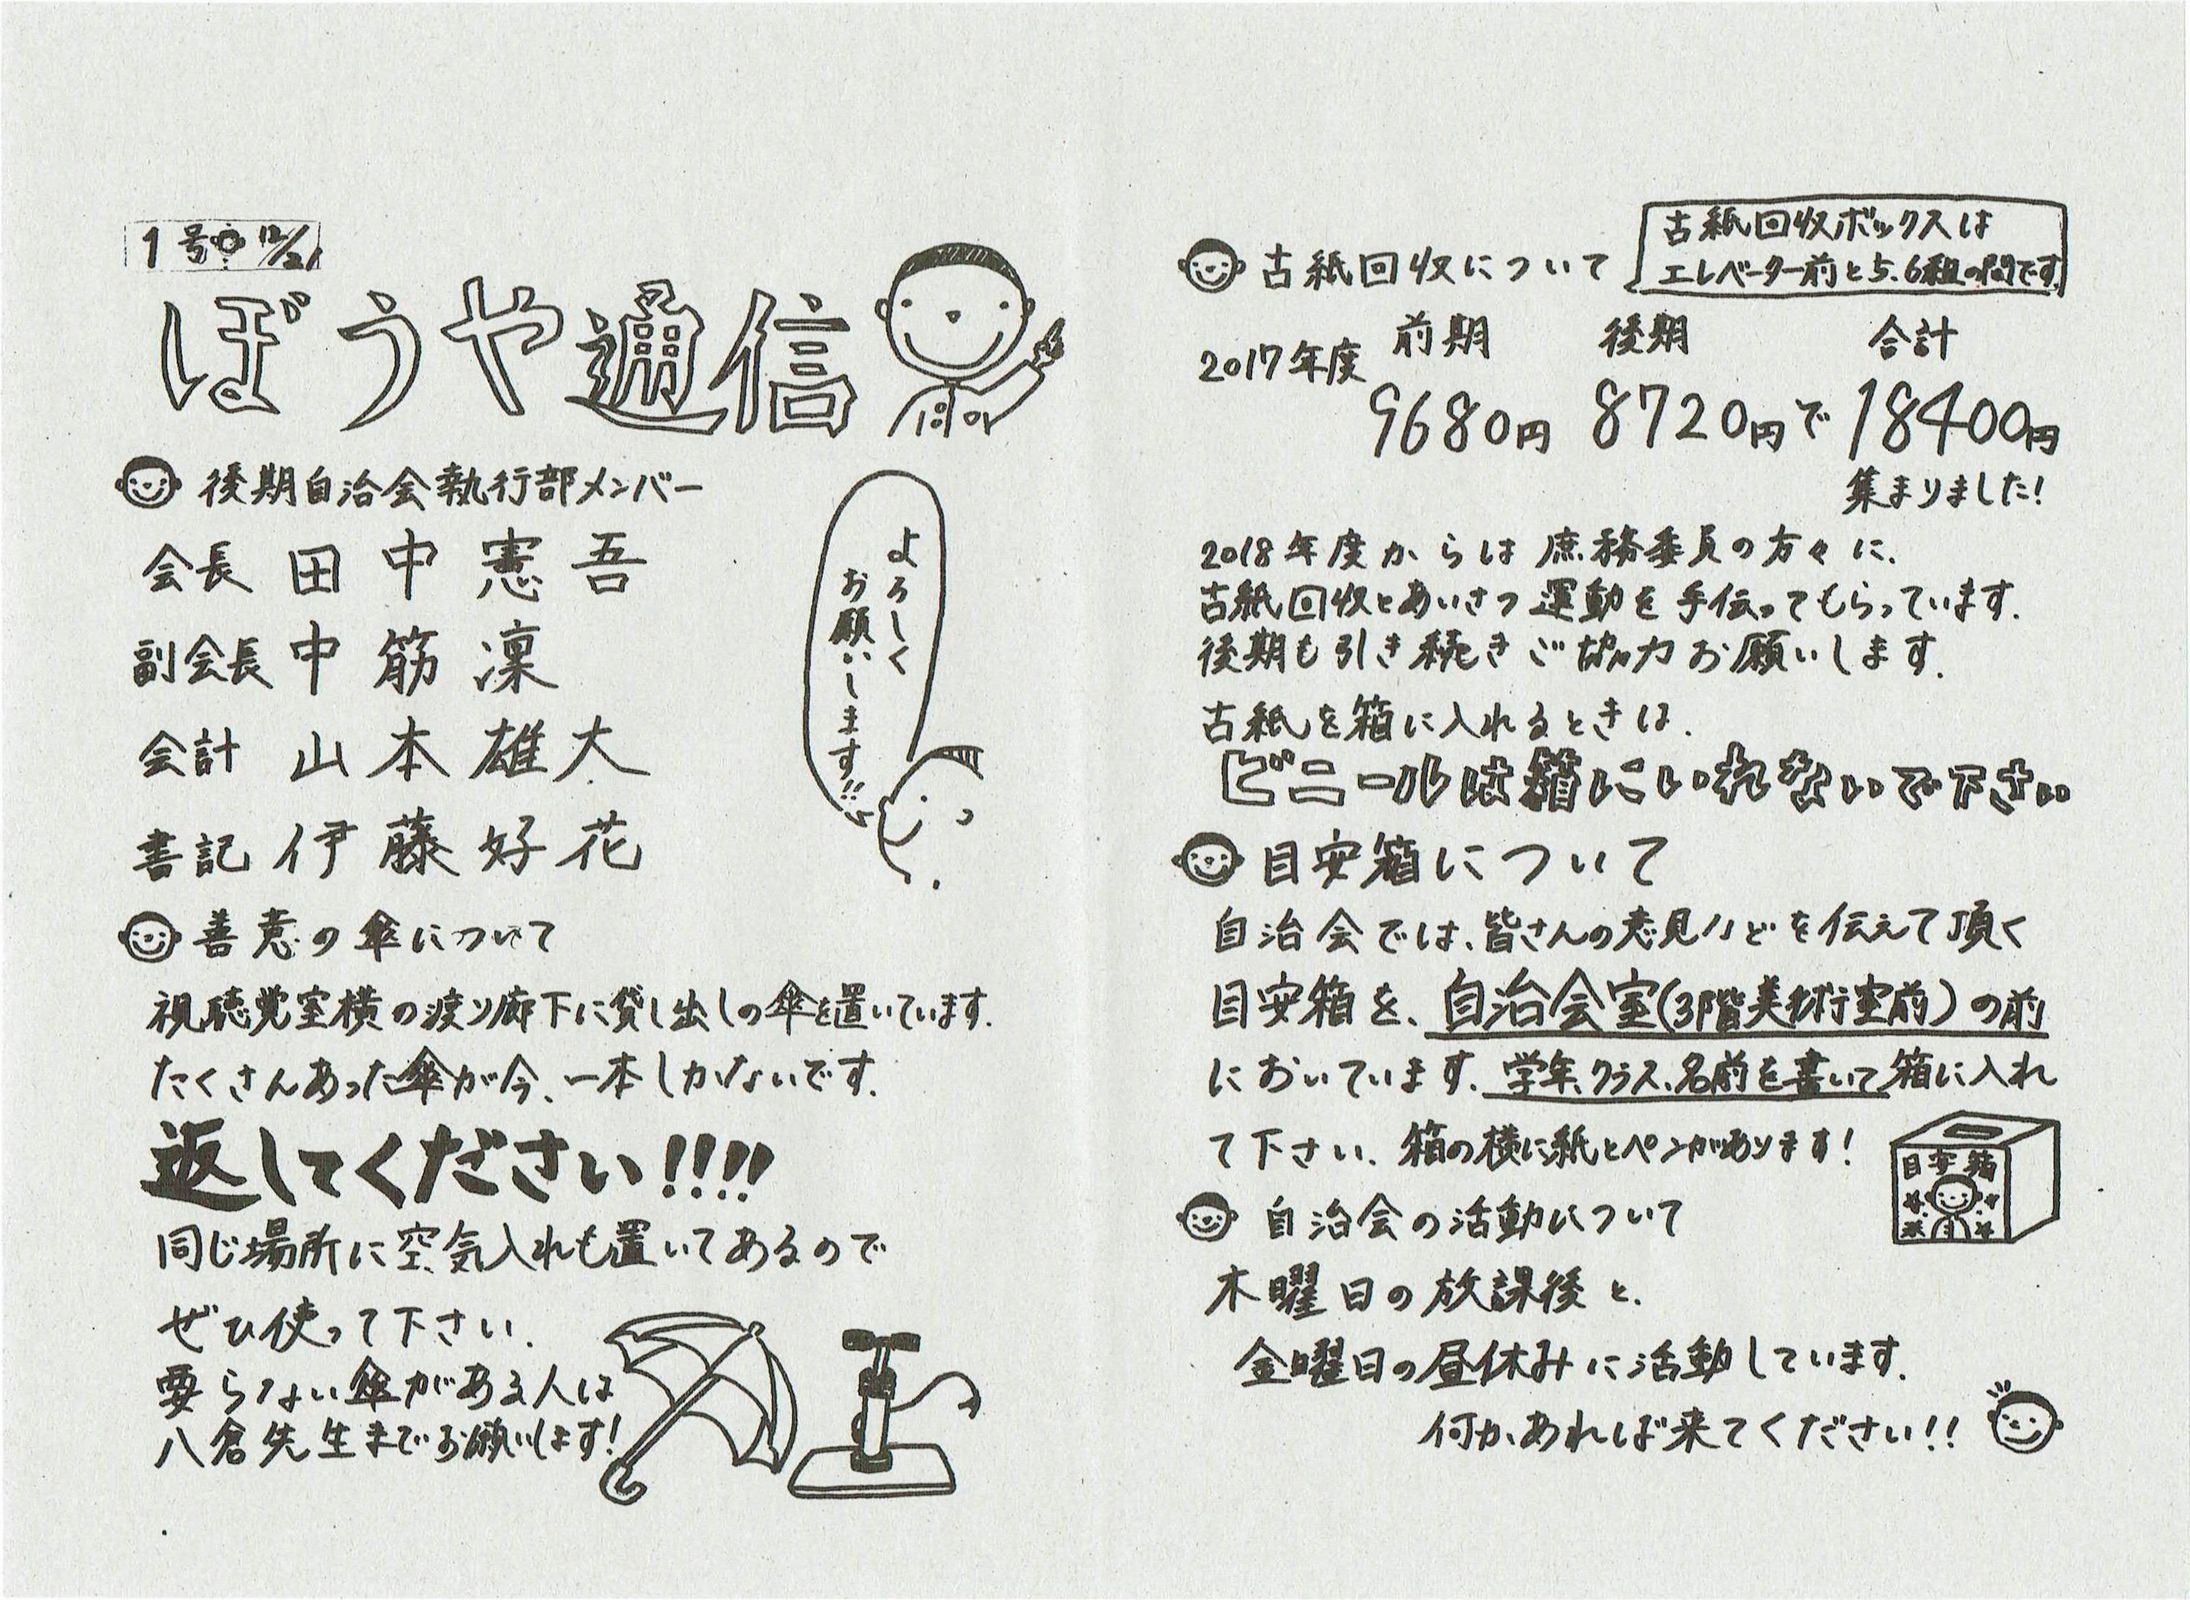 1号 12/21
ぼうや通信
後期自治会執行部メンバー
会長 田中憲吾
副会長 中筋凜
会計 山本雄大
書記 伊藤好花
よろしく
お願いします!!
善意の傘について
視聴覚室横の渡り廊下に貸し出しの傘を置いています.
たくさんあった傘が今、一本しかないです.
返してください!!!!
同じ場所に空気入れも置いてあるので
ぜひ使って下さい.
要らない傘がある人は
八倉先生までお願いします!
古紙回収について
古紙回収ボックスは
エレベーター前と5、6組の間です.
2017年度 前期 後期 合計
9680円 8720円で 18400円
集まりました!
2018年度からは庶務委員の方々に、
古紙回収とあいさつ運動を手伝ってもらっています.
後期も引き続きご協力お願いします.
古紙を箱に入れるときは、
ビニールは箱にいれないで下さい
目安箱について
自治会では、皆さんの意見などを伝えて頂く
目安箱を、自治会室(3階美術室前)の前
においています. 学年、クラス、名前を書いて箱に入れ
て下さい、箱の横に紙とペンがあります!
目安箱
自治会の活動について
木曜日の放課後と、
金曜日の昼休みに活動しています.
何かあれば来てください!!